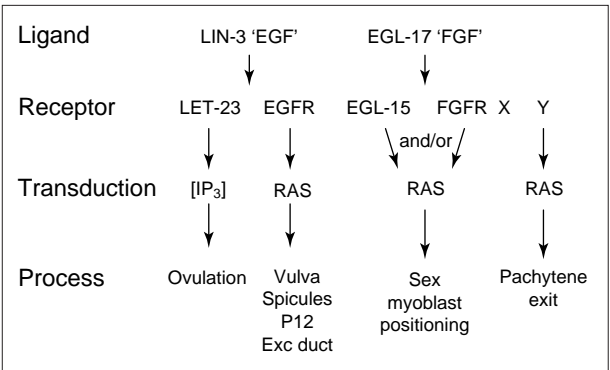 Ligand LIN-3 ‘EGF’ EGL-17 ‘FGF’
Receptor LET-23 EGFR EGL-15 FGFR X Y
and/or
Transduction [IP₃] RAS RAS RAS
Process Ovulation Vulva Sex Pachytene
Spicules myoblast exit
P12 positioning
Exc duct